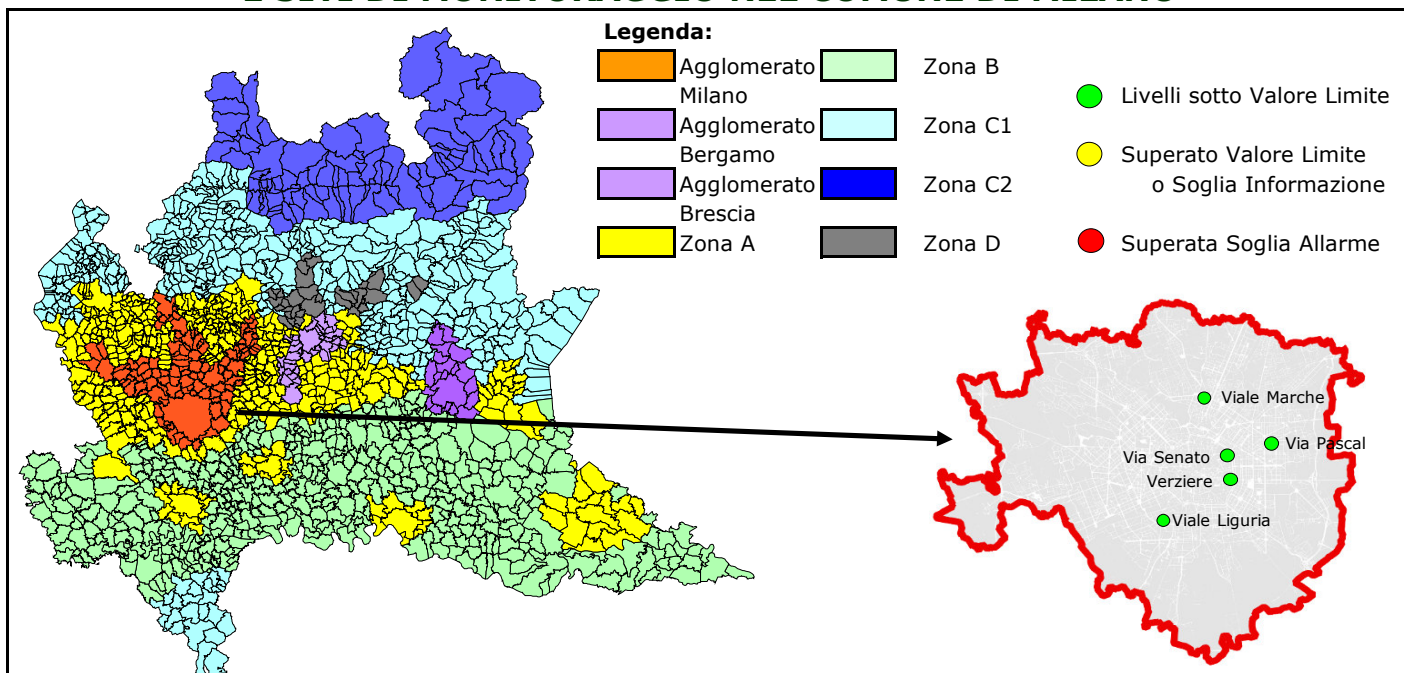 Legenda:
Agglomerato
Milano
Agglomerato
Bergamo
Agglomerato
Brescia
Zona A
Zona B
Zona C1
Zona C2
Zona D
Livelli sotto Valore Limite
Superato Valore Limite
o Soglia Informazione
Superata Soglia Allarme
Viale Marche
Via Pascal
Via Senato
Verziere
Viale Liguria